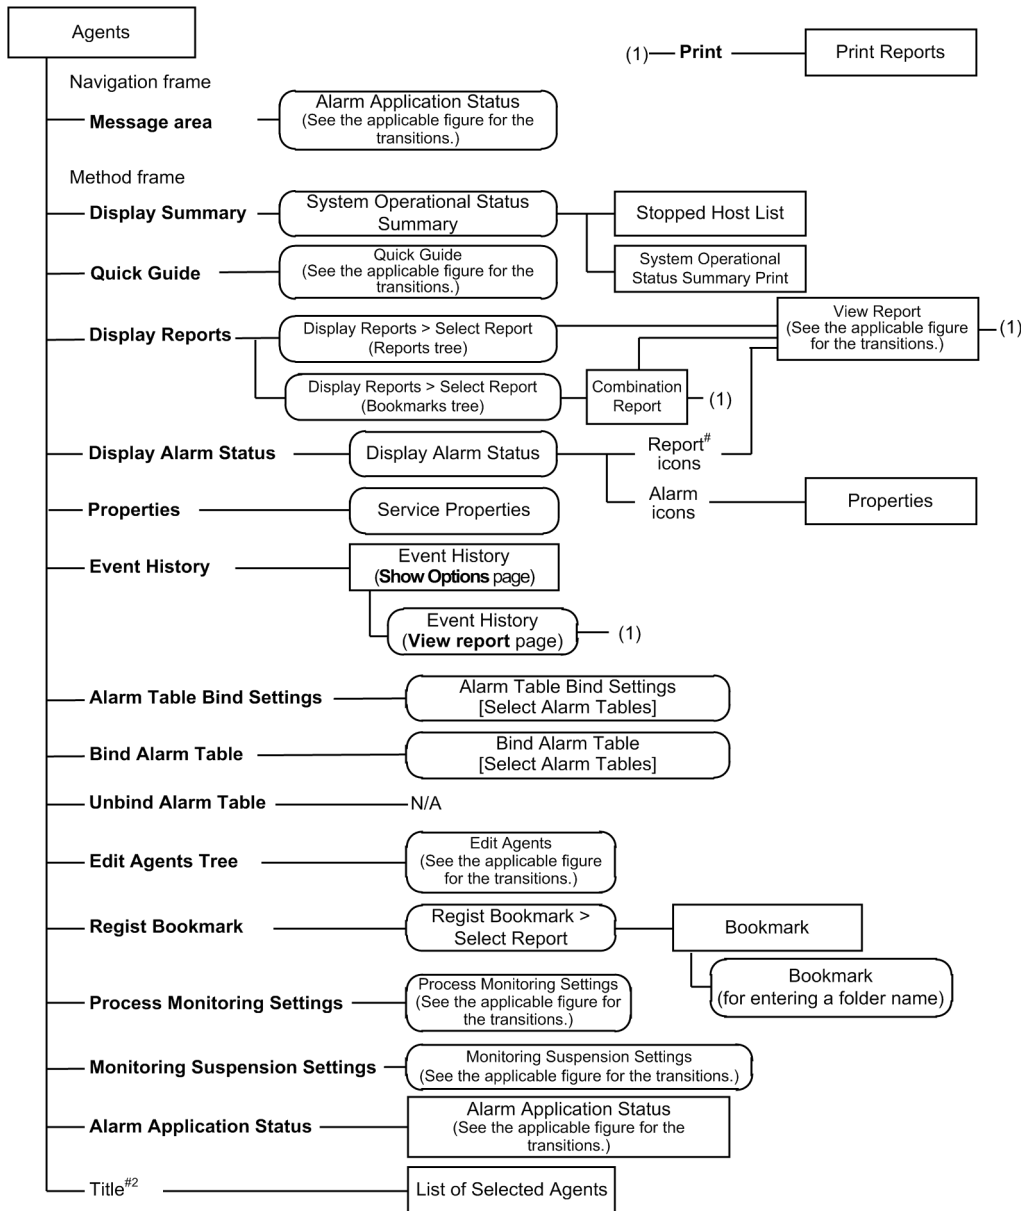 Agents
(1)
Print
Print Reports
Navigation frame
Message area
Alarm Application Status
(See the applicable figure for the
transitions.)
Method frame
Display Summary
System Operational Status
Summary
Stopped Host List
System Operational
Status Summary Print
Quick Guide
Quick Guide
(See the applicable figure for the
transitions.)
Display Reports
Display Reports > Select Report
(Reports tree)
View Report
(See the applicable figure
for the transitions.)
(1)
Display Reports > Select Report
(Bookmarks tree)
Combination
Report
(1)
Display Alarm Status
Display Alarm Status
Report#
icons
Alarm
icons
Properties
Properties
Service Properties
Event History
Event History
(Show Options page)
Event History
(View report page)
(1)
Alarm Table Bind Settings
Alarm Table Bind Settings
[Select Alarm Tables]
Bind Alarm Table
Bind Alarm Table
[Select Alarm Tables]
Unbind Alarm Table
N/A
Edit Agents Tree
Edit Agents
(See the applicable figure
for the transitions.)
Regist Bookmark
Regist Bookmark >
Select Report
Bookmark
Bookmark
(for entering a folder name)
Process Monitoring Settings
Process Monitoring Settings
(See the applicable figure for
the transitions.)
Monitoring Suspension Settings
Monitoring Suspension Settings
(See the applicable figure for the transitions.)
Alarm Application Status
Alarm Application Status
(See the applicable figure for the
transitions.)
Title#2
List of Selected Agents